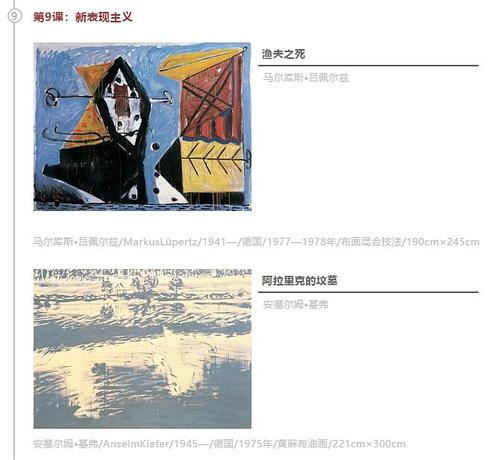 9
第9课：新表现主义
渔夫之死
马尔库斯•吕佩尔兹
马尔库斯•吕佩尔兹/MarkusLüpertz/1941—/德国/1977—1978年/布面混合技法/190cm×245cm
阿拉里克的坟墓
安塞尔姆•基弗
安塞尔姆•基弗/AnselmKiefer/1945—/德国/1975年/黄麻布油画/221cm×300cm